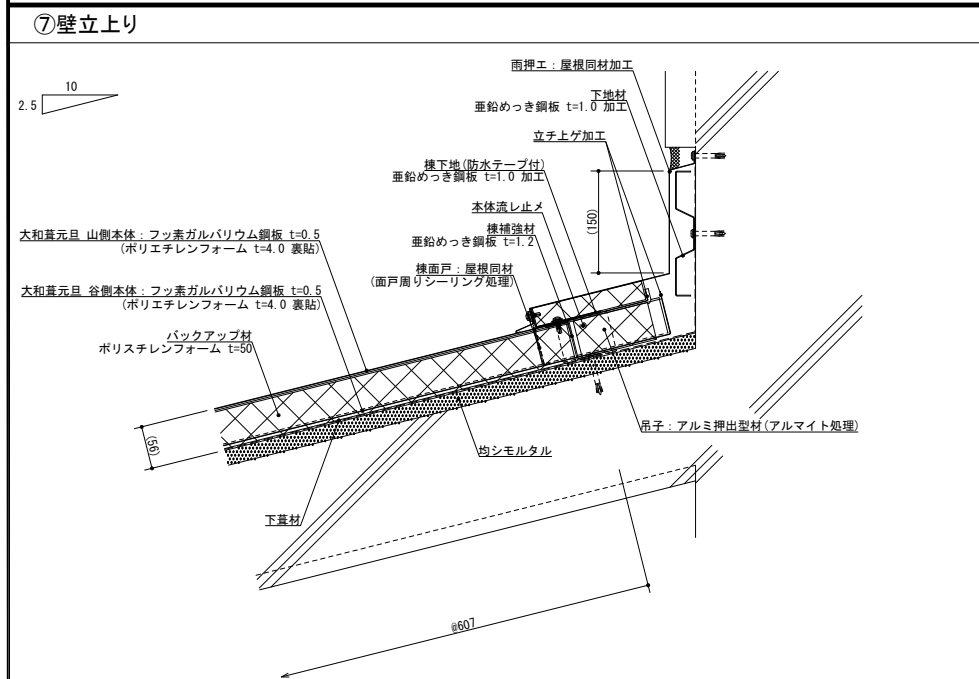 ⑦壁立上り
10
2.5
雨押エ：屋根同材加工
下地材
亜鉛めっき鋼板 t=1.0 加工
立チ上ゲ加工
棟下地(防水テープ付)
亜鉛めっき鋼板 t=1.0 加工
本体流レ止メ
棟補強材
亜鉛めっき鋼板 t=1.2
棟面戸：屋根同材
(面戸周りシーリング処理)
(150)
大和葺元旦 山側本体：フッ素ガルバリウム鋼板 t=0.5
(ポリエチレンフォーム t=4.0 裏貼)
大和葺元旦 谷側本体：フッ素ガルバリウム鋼板 t=0.5
(ポリエチレンフォーム t=4.0 裏貼)
バックアップ材
ポリスチレンフォーム t=50
(56)
吊子：アルミ押出型材(アルマイト処理)
均シモルタル
下葺材
@607